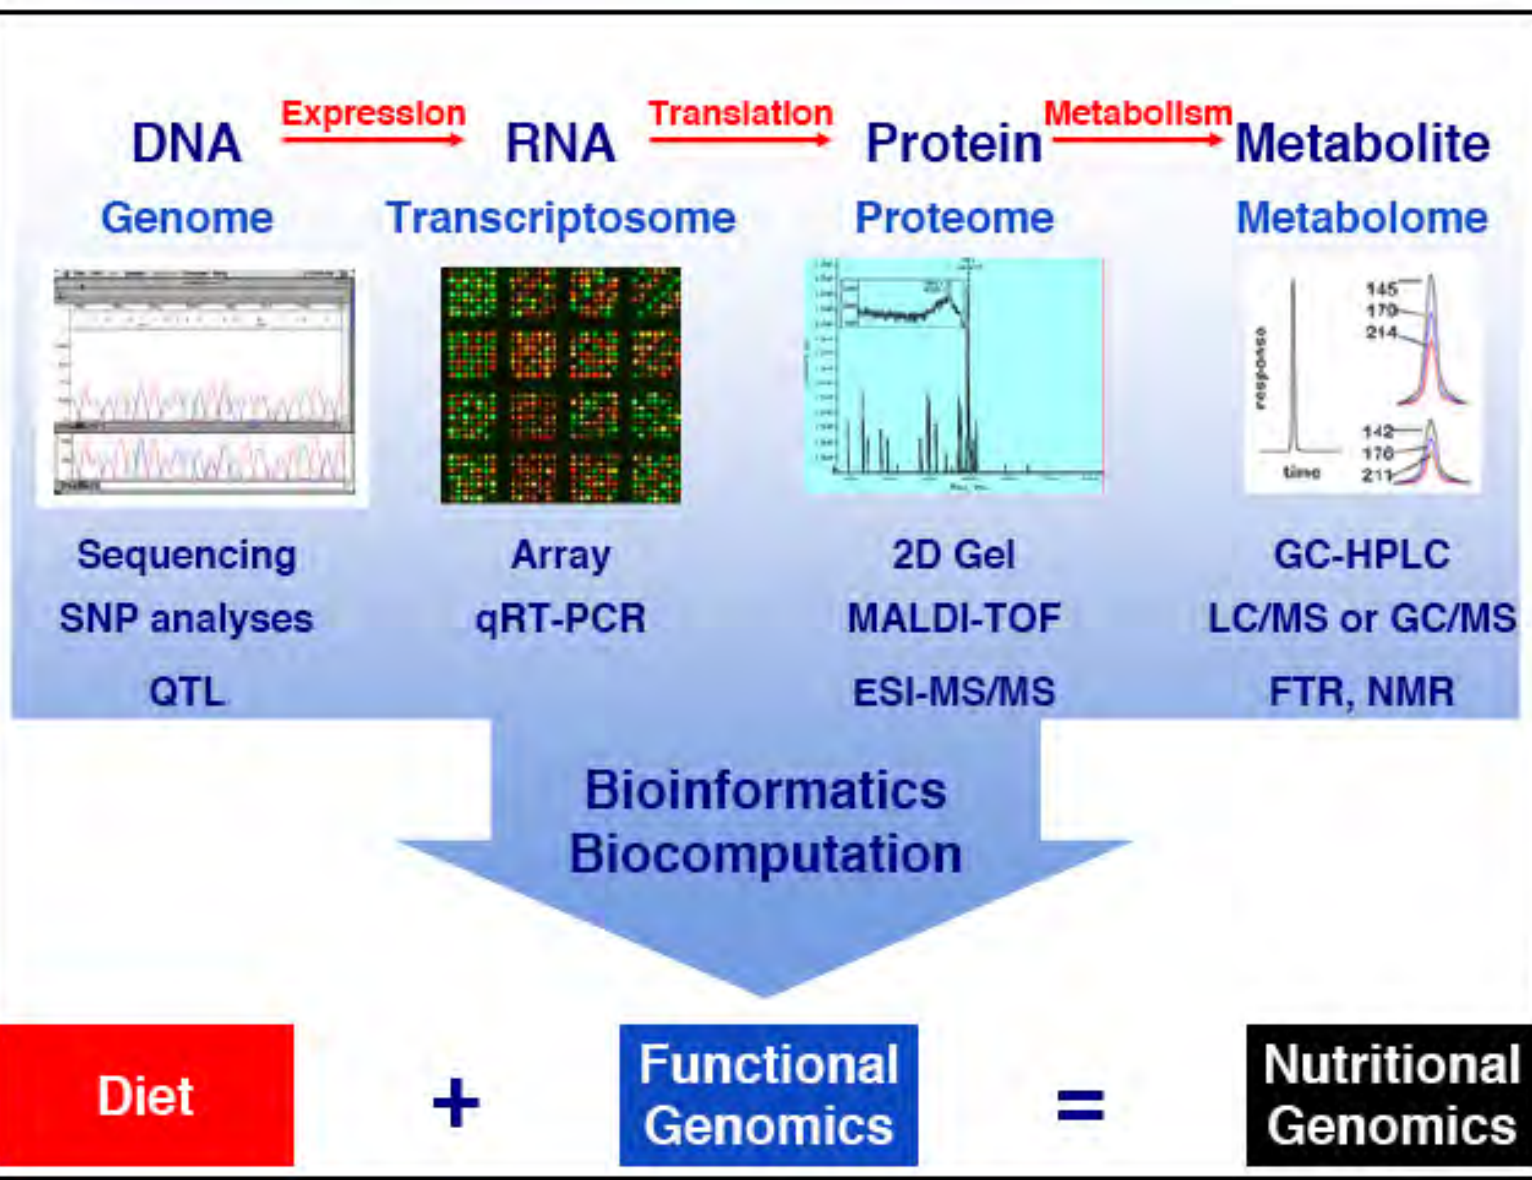 Expression
Translation
Metabolism
DNA
RNA
Protein
Metabolite
Genome
Transcriptosome
Proteome
Metabolome
response
time
145
179
214
142
176
211
Sequencing
Array
2D Gel
GC-HPLC
SNP analyses
qRT-PCR
MALDI-TOF
LC/MS or GC/MS
QTL
ESI-MS/MS
FTR, NMR
Bioinformatics
Biocomputation
Diet
+
Functional
Genomics
=
Nutritional
Genomics